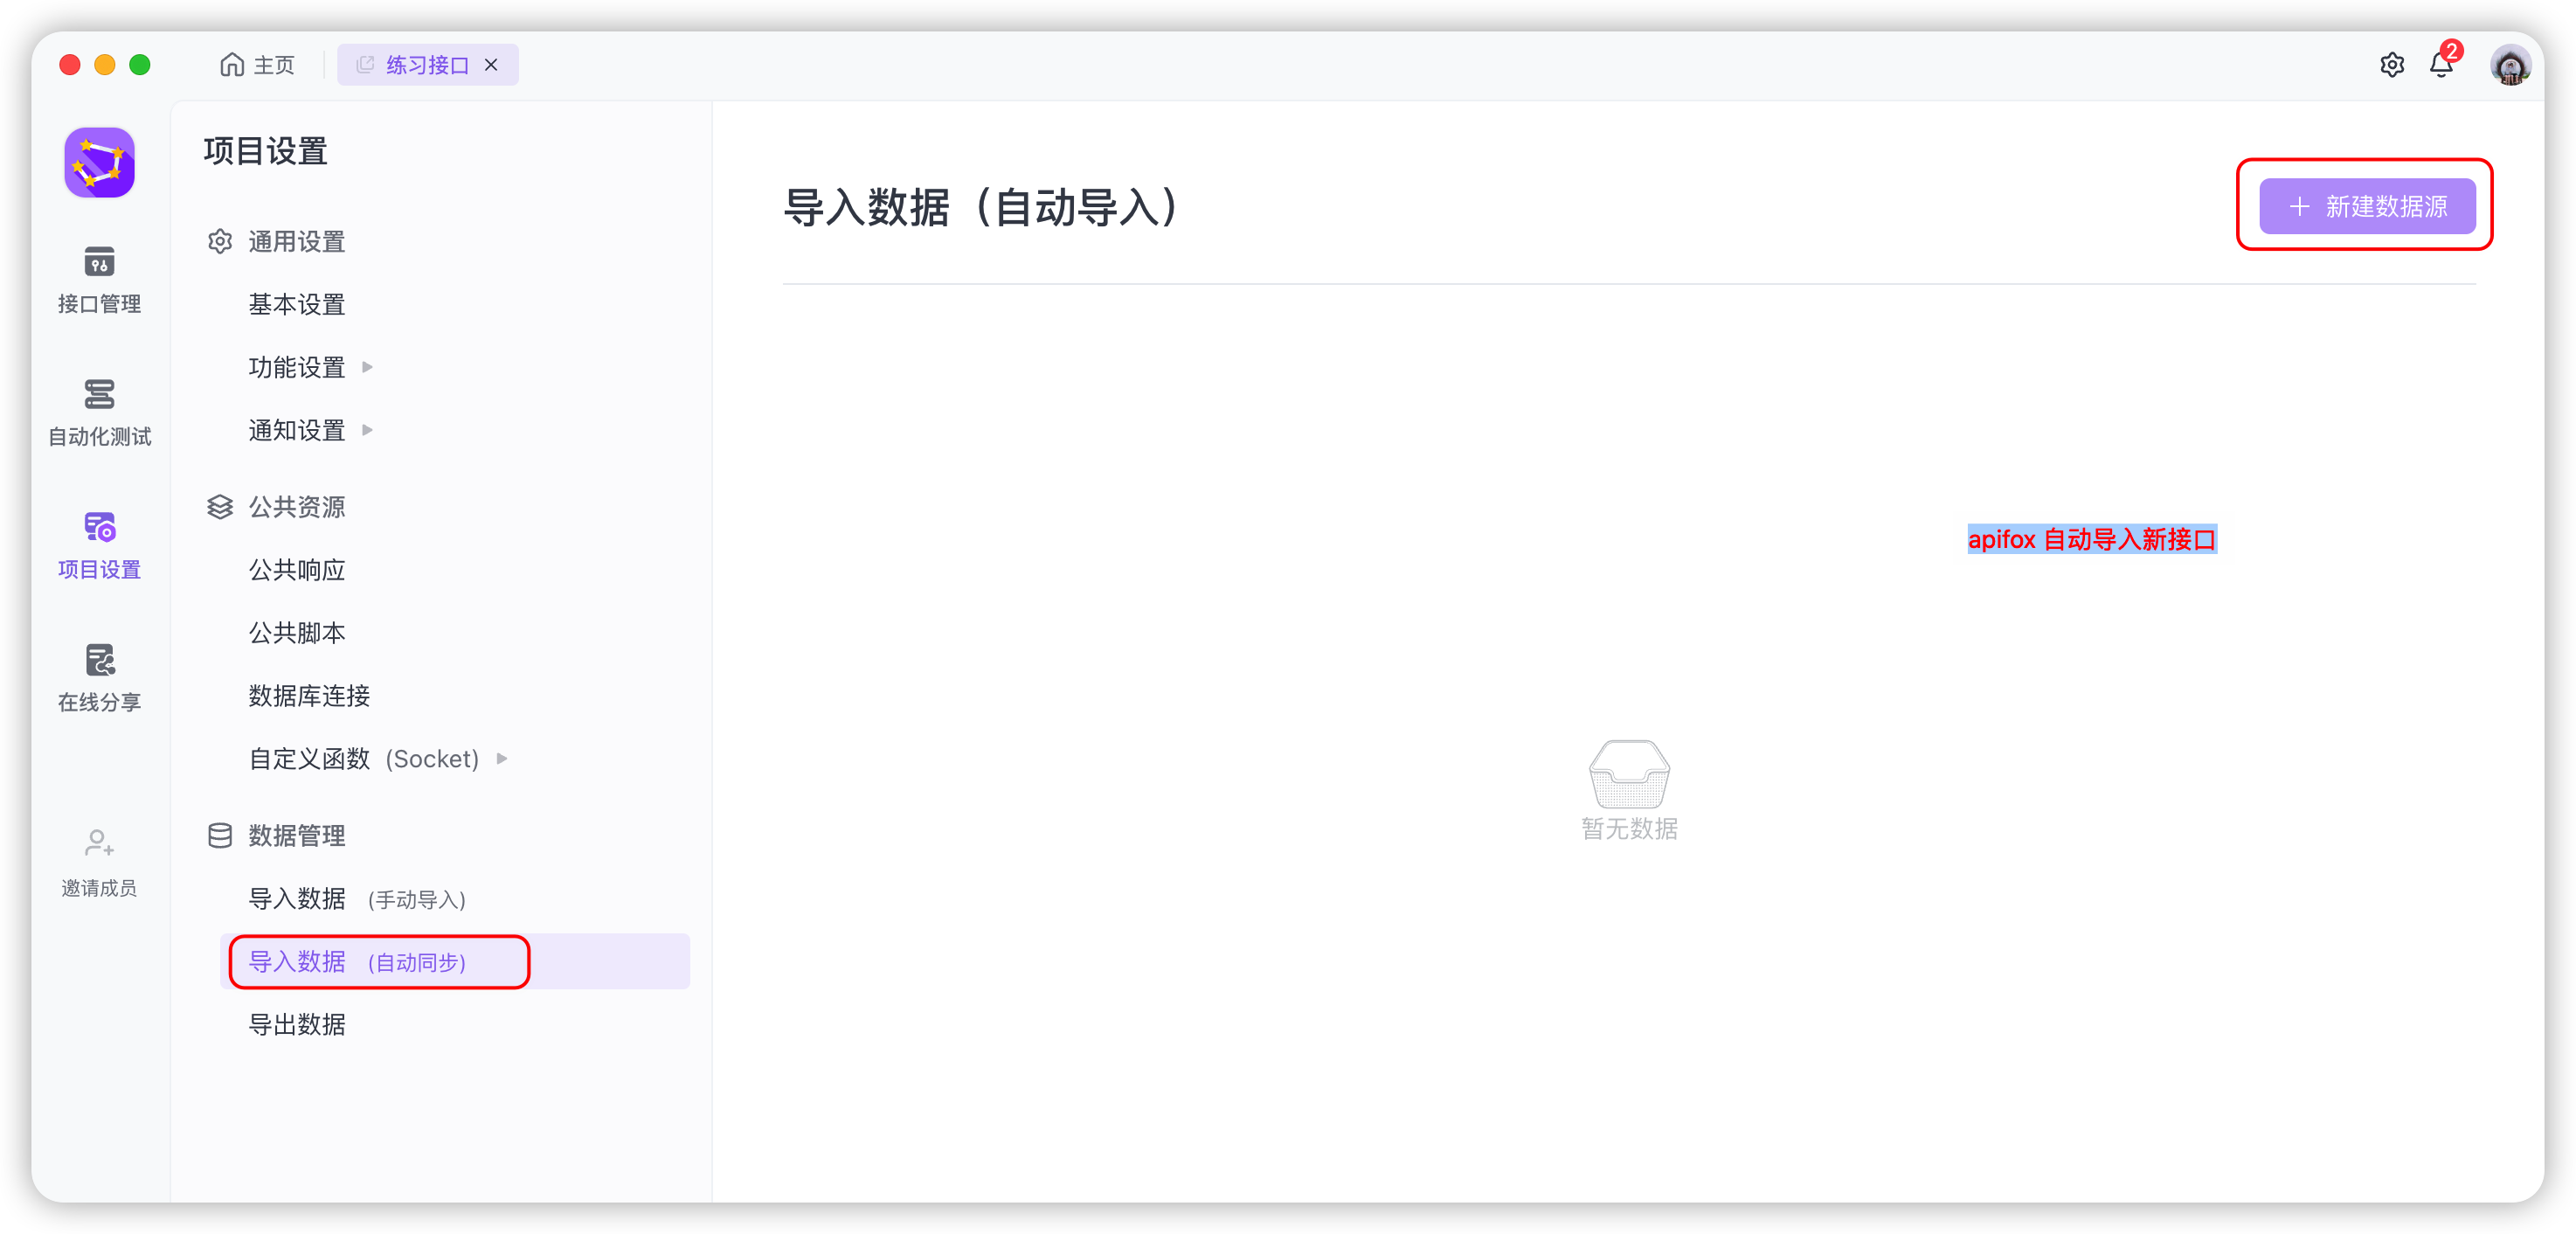 主页
练习接口
2
接口管理
自动化测试
项目设置
在线分享
邀请成员
项目设置
通用设置
基本设置
功能设置
通知设置
公共资源
公共响应
公共脚本
数据库连接
自定义函数 (Socket)
数据管理
导入数据 (手动导入)
导入数据 (自动同步)
导出数据
导入数据（自动导入）
新建数据源
apifox 自动导入新接口
暂无数据